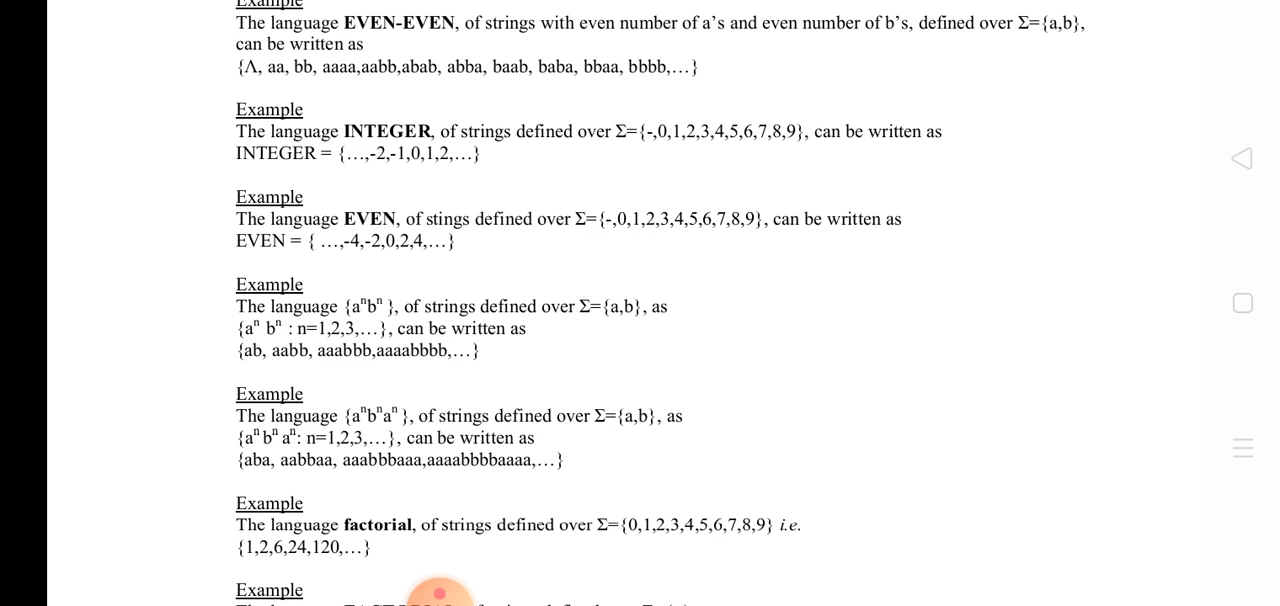 Example
The language EVEN-EVEN, of strings with even number of a's and even number of b's, defined over Σ={a,b},
can be written as
{Λ, aa, bb, aaaa,aabb,abab, abba, baab, baba, bbaa, bbbb,…}
Example
The language INTEGER, of strings defined over Σ={-,0,1,2,3,4,5,6,7,8,9}, can be written as
INTEGER = {…,-2,-1,0,1,2,…}
Example
The language EVEN, of stings defined over Σ={-,0,1,2,3,4,5,6,7,8,9}, can be written as
EVEN = { …,-4,-2,0,2,4,…}
Example
The language {aⁿbⁿ }, of strings defined over Σ={a,b}, as
{aⁿ bⁿ : n=1,2,3,…}, can be written as
{ab, aabb, aaabbb,aaaabbbb,…}
Example
The language {aⁿbⁿaⁿ }, of strings defined over Σ={a,b}, as
{aⁿ bⁿ aⁿ: n=1,2,3,…}, can be written as
{aba, aabbaa, aaabbbaaa,aaaabbbbaaaa,…}
Example
The language factorial, of strings defined over Σ={0,1,2,3,4,5,6,7,8,9} i.e.
{1,2,6,24,120,…}
Example